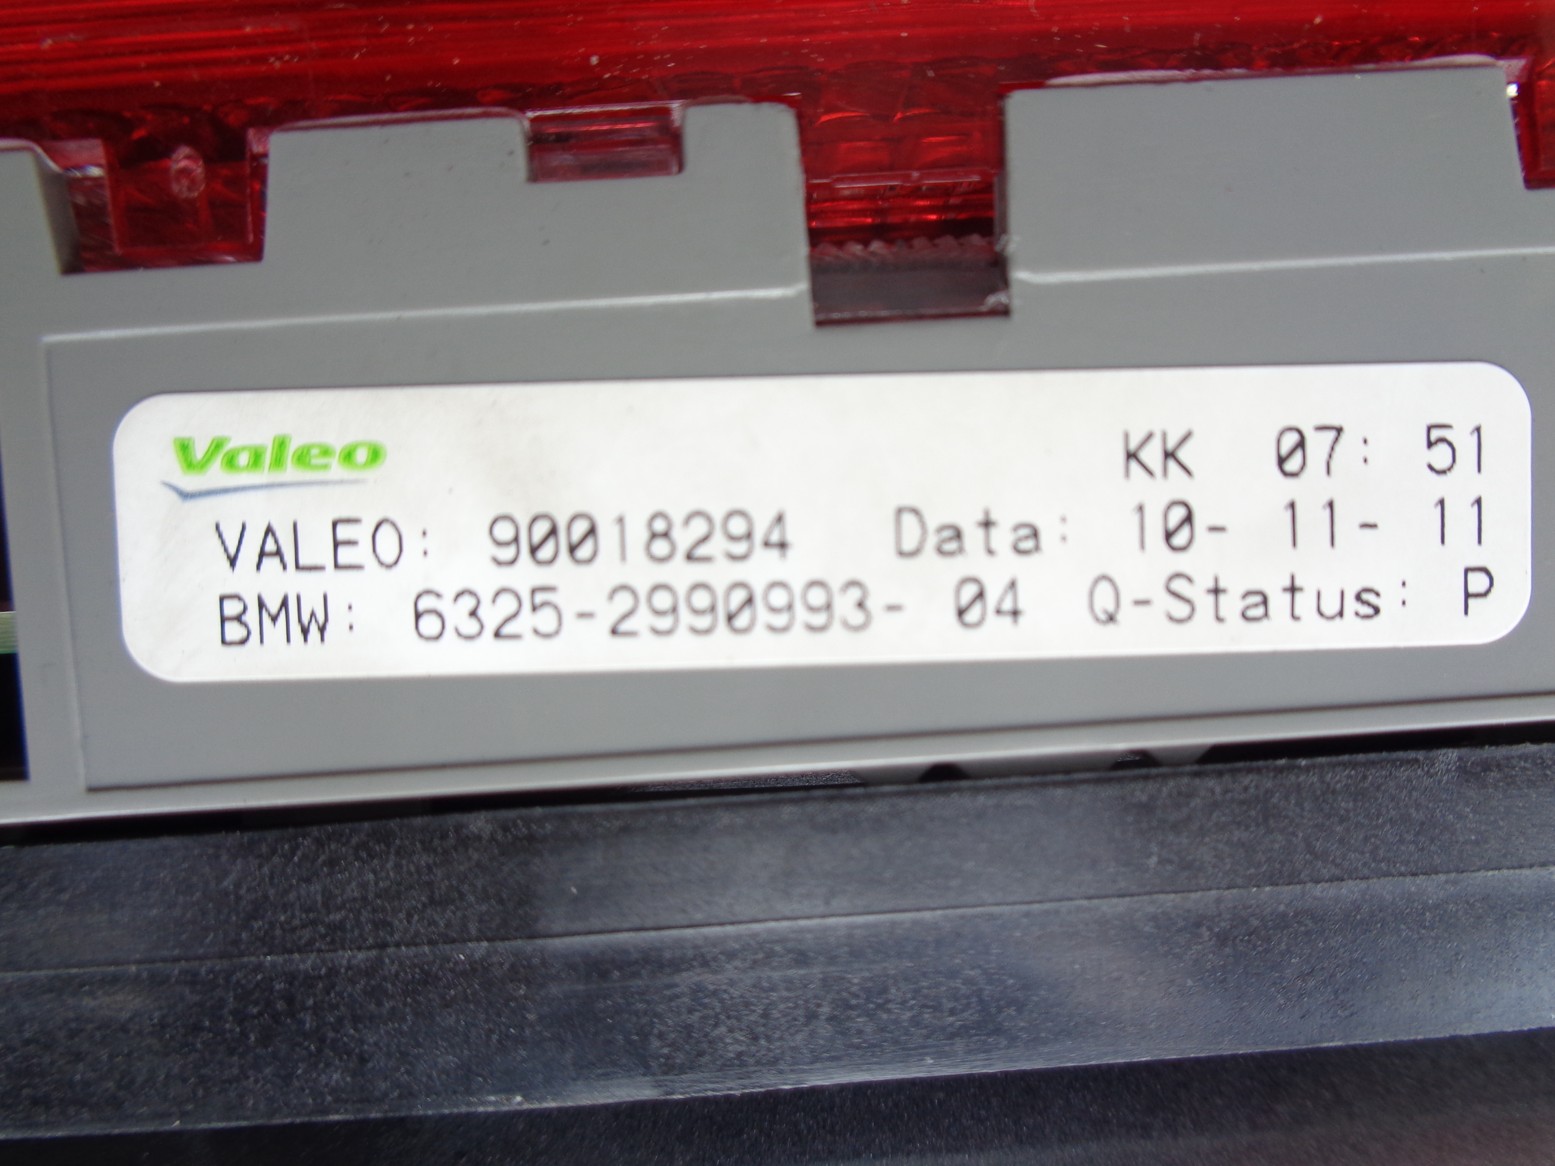 Valeo
KK 07: 51
VALEO: 90018294 Data: 10- 11- 11
BMW: 6325-2990993- 04 Q-Status: P